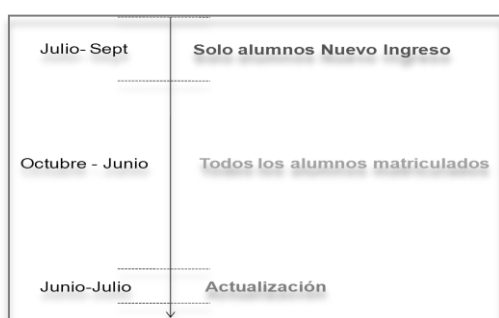 Julio- Sept Solo alumnos Nuevo Ingreso
Octubre - Junio Todos los alumnos matriculados
Junio-Julio Actualización